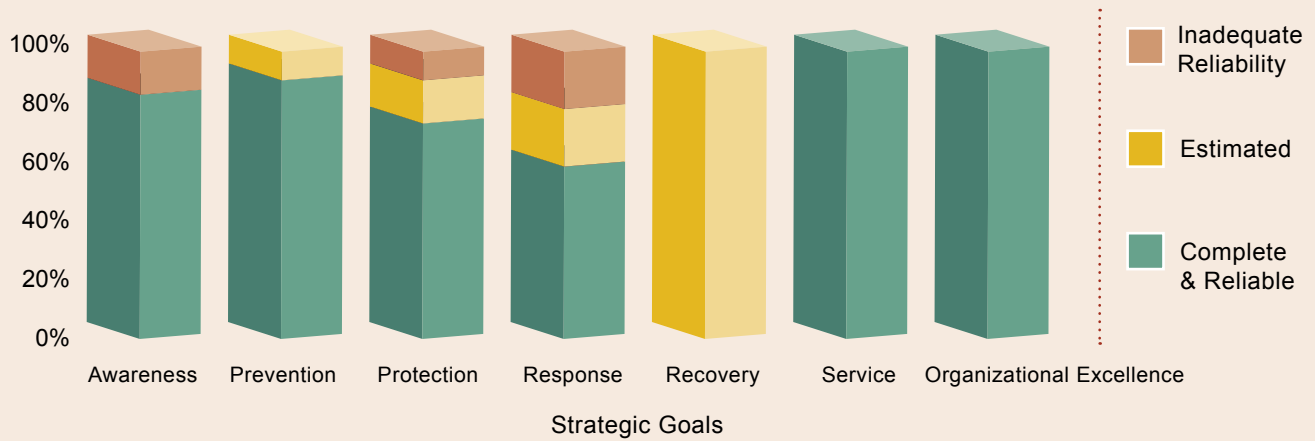 100%
80%
60%
40%
20%
0%
Awareness
Prevention
Protection
Response
Recovery
Service
Organizational Excellence
Strategic Goals
Inadequate
Reliability
Estimated
Complete
& Reliable